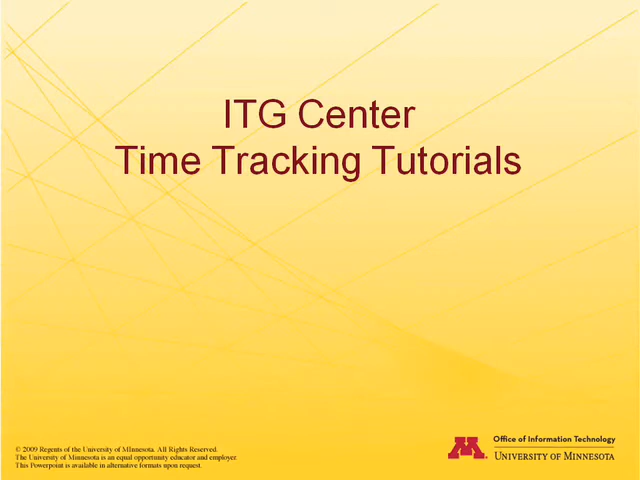 ITG Center
Time Tracking Tutorials
© 2009 Regents of the University of MInnesota. All Rights Reserved.
The University of Minnesota is an equal opportunity educator and employer.
This Powerpoint is available in alternative formats upon request.
M
Office of Information Technology
UNIVERSITY OF MINNESOTA